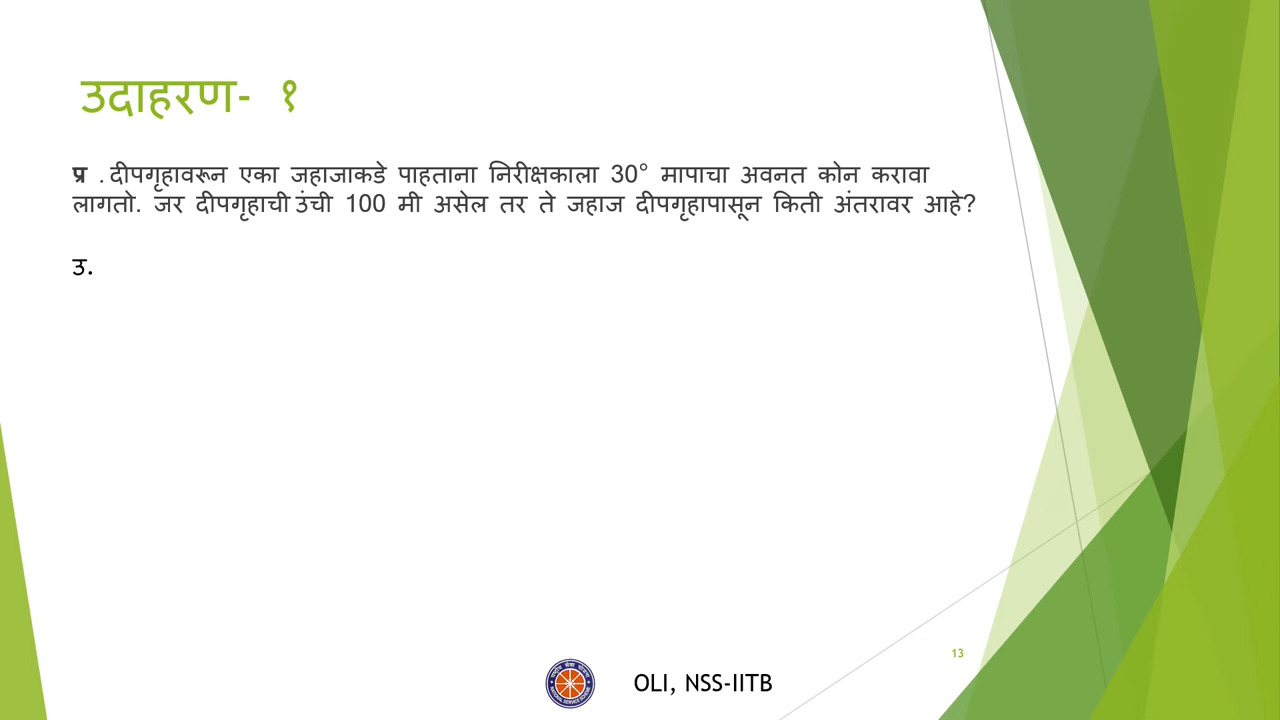 उदाहरण- १
प्र . दीपगृहावरून एका जहाजाकडे पाहताना निरीक्षकाला 30° मापाचा अवनत कोन करावा
लागतो. जर दीपगृहाची उंची 100 मी असेल तर ते जहाज दीपगृहापासून किती अंतरावर आहे?
उ.
13
OLI, NSS-IITB